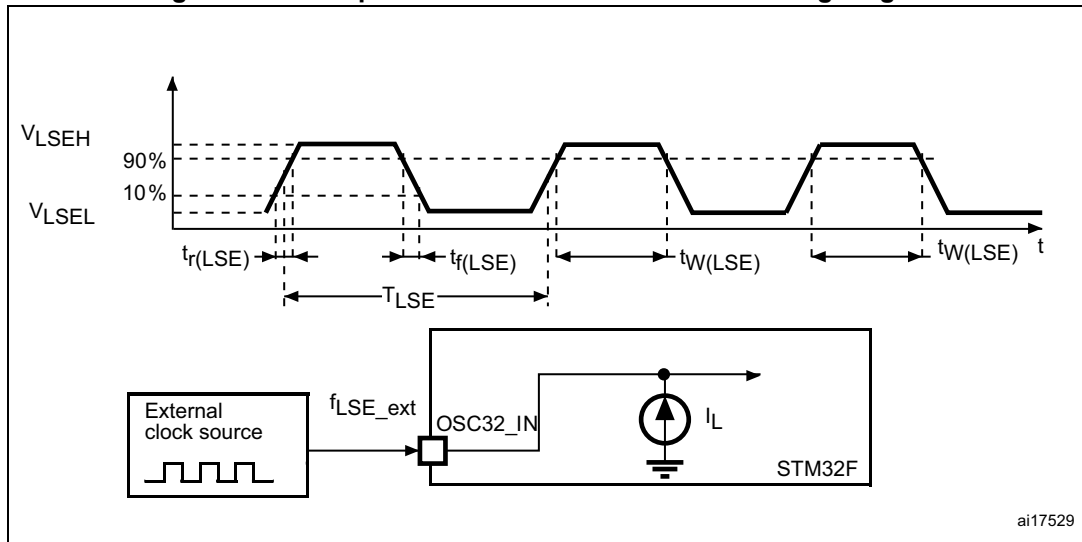 V_LSEH
90%
10%
V_LSEL
t_r(LSE)
t_f(LSE)
t_W(LSE)
t_W(LSE)
t
T_LSE
External
clock source
f_LSE_ext
OSC32_IN
I_L
STM32F
ai17529